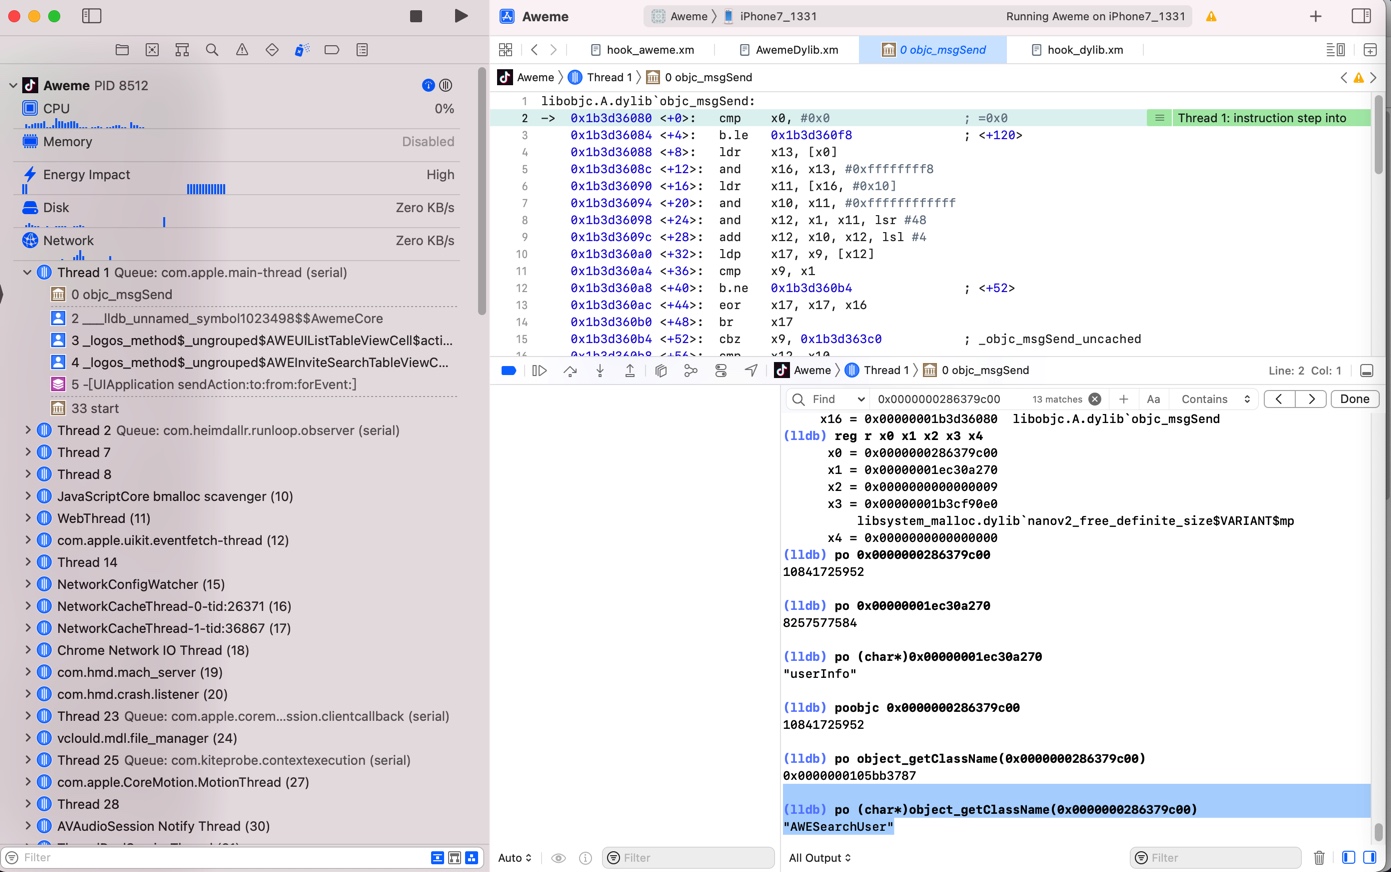 Aweme
Aweme 〉 iPhone7_1331
Running Aweme on iPhone7_1331
hook_aweme.xm
AwemeDylib.xm
0 objc_msgSend
hook_dylib.xm
Aweme 〉 Thread 1 〉 0 objc_msgSend
Aweme PID 8512
CPU 0%
Memory Disabled
Energy Impact High
Disk Zero KB/s
Network Zero KB/s
Thread 1 Queue: com.apple.main-thread (serial)
0 objc_msgSend
2 ___lldb_unnamed_symbol1023498$$AwemeCore
3 _logos_method$_ungrouped$AWEUIListTableViewCell$acti...
4 _logos_method$_ungrouped$AWEInviteSearchTableViewC...
5 -[UIApplication sendAction:to:from:forEvent:]
33 start
Thread 2 Queue: com.heimdallr.runloop.observer (serial)
Thread 7
Thread 8
JavaScriptCore bmalloc scavenger (10)
WebThread (11)
com.apple.uikit.eventfetch-thread (12)
Thread 14
NetworkConfigWatcher (15)
NetworkCacheThread-0-tid:26371 (16)
NetworkCacheThread-1-tid:36867 (17)
Chrome Network IO Thread (18)
com.hmd.mach_server (19)
com.hmd.crash.listener (20)
Thread 23 Queue: com.apple.corem...ssion.clientcallback (serial)
vclould.mdl.file_manager (24)
Thread 25 Queue: com.kiteprobe.contextexecution (serial)
com.apple.CoreMotion.MotionThread (27)
Thread 28
AVAudioSession Notify Thread (30)
Filter
1 libobjc.A.dylib`objc_msgSend:
2 -> 0x1b3d36080 <+0>: cmp x0, #0x0 ; =0x0
Thread 1: instruction step into
3 0x1b3d36084 <+4>: b.le 0x1b3d360f8 ; <+120>
4 0x1b3d36088 <+8>: ldr x13, [x0]
5 0x1b3d3608c <+12>: and x16, x13, #0xffffffff8
6 0x1b3d36090 <+16>: ldr x11, [x16, #0x10]
7 0x1b3d36094 <+20>: and x10, x11, #0xffffffffffff
8 0x1b3d36098 <+24>: and x12, x1, x11, lsr #48
9 0x1b3d3609c <+28>: add x12, x10, x12, lsl #4
10 0x1b3d360a0 <+32>: ldp x17, x9, [x12]
11 0x1b3d360a4 <+36>: cmp x9, x1
12 0x1b3d360a8 <+40>: b.ne 0x1b3d360b4 ; <+52>
13 0x1b3d360ac <+44>: eor x17, x17, x16
14 0x1b3d360b0 <+48>: br x17
15 0x1b3d360b4 <+52>: cbz x9, 0x1b3d363c0 ; _objc_msgSend_uncached
16 0x1b3d360b8 <+56>: cmp x12, x10
Aweme 〉 Thread 1 〉 0 objc_msgSend
Line: 2 Col: 1
Find 0x0000000286379c00 13 matches + Aa Contains Done
x16 = 0x00000001b3d36080 libobjc.A.dylib`objc_msgSend
(lldb) reg r x0 x1 x2 x3 x4
x0 = 0x0000000286379c00
x1 = 0x00000001ec30a270
x2 = 0x0000000000000009
x3 = 0x00000001b3cf90e0
libsystem_malloc.dylib`nanov2_free_definite_size$VARIANT$mp
x4 = 0x0000000000000000
(lldb) po 0x0000000286379c00
10841725952
(lldb) po 0x00000001ec30a270
8257577584
(lldb) po (char*)0x00000001ec30a270
"userInfo"
(lldb) poobjc 0x0000000286379c00
10841725952
(lldb) po object_getClassName(0x0000000286379c00)
0x0000000105bb3787
(lldb) po (char*)object_getClassName(0x0000000286379c00)
"AWESearchUser"
Auto
Filter
All Output
Filter